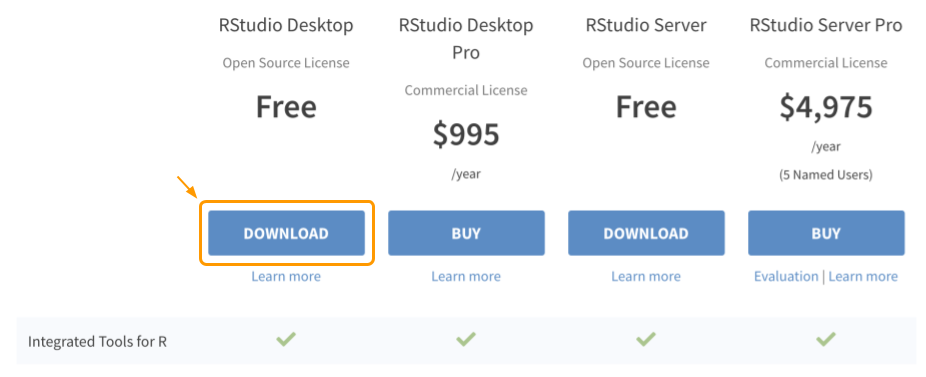 RStudio Desktop
Open Source License
Free
DOWNLOAD
Learn more
RStudio Desktop
Pro
Commercial License
$995
/year
BUY
Learn more
RStudio Server
Open Source License
Free
DOWNLOAD
Learn more
RStudio Server Pro
Commercial License
$4,975
/year
(5 Named Users)
BUY
Evaluation | Learn more
Integrated Tools for R